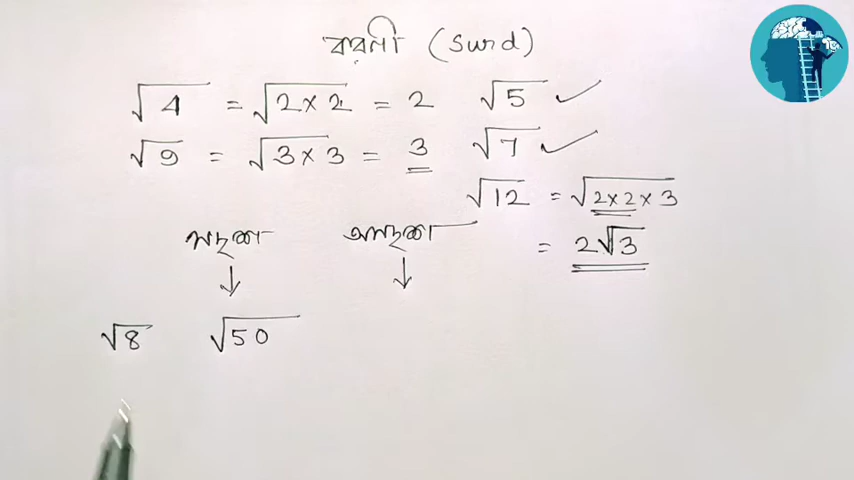 করণী (Surd)
√4 = √2×2 = 2 √5 ✓
√9 = √3×3 = 3 √7 ✓
√12 = √2×2×3
সদৃশ অসদৃশ = 2√3
↓ ↓
√8 √50